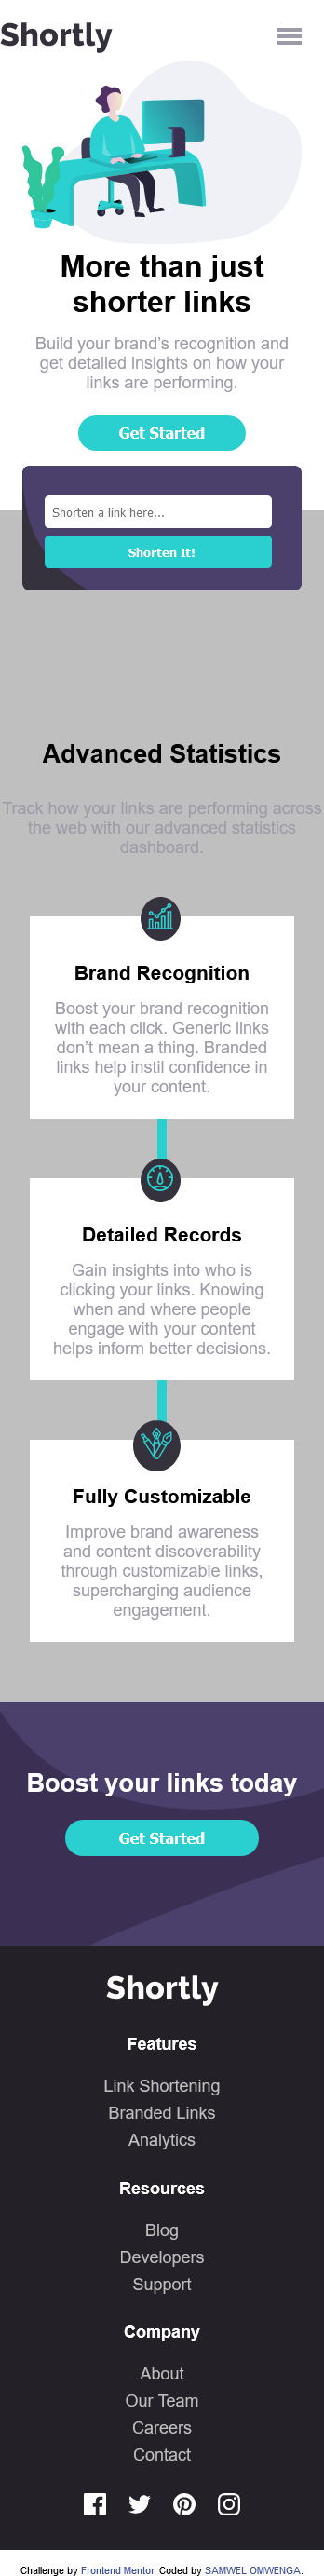 Shortly
More than just
shorter links
Build your brand’s recognition and
get detailed insights on how your
links are performing.
Get Started
Shorten a link here...
Shorten It!
Advanced Statistics
Track how your links are performing across
the web with our advanced statistics
dashboard.
Brand Recognition
Boost your brand recognition
with each click. Generic links
don’t mean a thing. Branded
links help instil confidence in
your content.
Detailed Records
Gain insights into who is
clicking your links. Knowing
when and where people
engage with your content
helps inform better decisions.
Fully Customizable
Improve brand awareness
and content discoverability
through customizable links,
supercharging audience
engagement.
Boost your links today
Get Started
Shortly
Features
Link Shortening
Branded Links
Analytics
Resources
Blog
Developers
Support
Company
About
Our Team
Careers
Contact
Challenge by Frontend Mentor. Coded by SAMWEL OMWENGA.